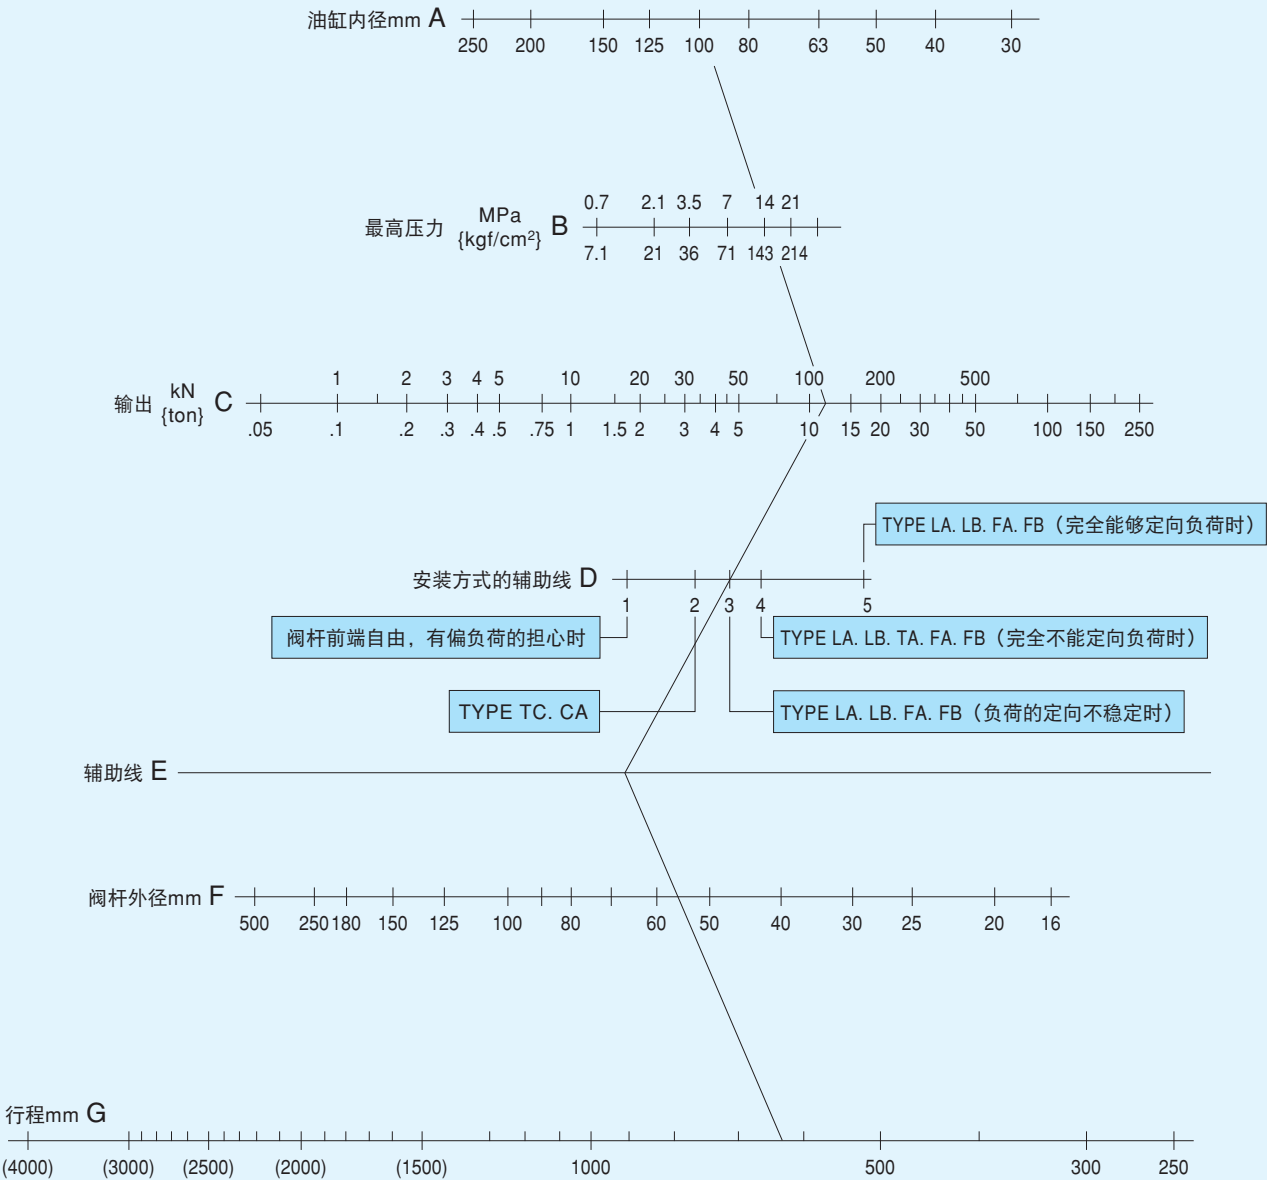 油缸内径mm A
250 200 150 125 100 80 63 50 40 30
0.7 2.1 3.5 7 14 21
最高压力 MPa {kgf/cm²} B
7.1 21 36 71 143 214
1 2 3 4 5 10 20 30 50 100 200 500
输出 kN {ton} C
.05 .1 .2 .3 .4 .5 .75 1 1.5 2 3 4 5 10 15 20 30 50 100 150 250
TYPE LA. LB. FA. FB（完全能够定向负荷时）
安装方式的辅助线 D
1 2 3 4 5
阀杆前端自由，有偏负荷的担心时
TYPE LA. LB. TA. FA. FB（完全不能定向负荷时）
TYPE TC. CA
TYPE LA. LB. FA. FB（负荷的定向不稳定时）
辅助线 E
阀杆外径mm F
500 250 180 150 125 100 80 60 50 40 30 25 20 16
行程mm G
(4000) (3000) (2500) (2000) (1500) 1000 500 300 250